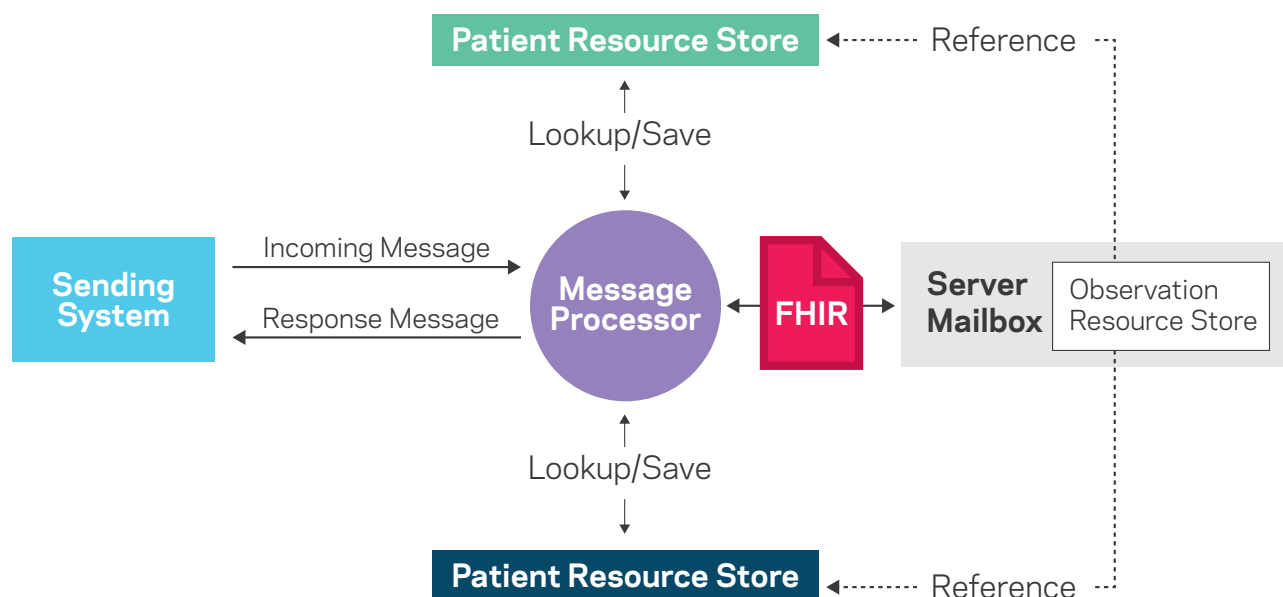 Patient Resource Store
Reference
Lookup/Save
Incoming Message
Sending
System
Response Message
Message
Processor
FHIR
Server
Mailbox
Observation
Resource Store
Lookup/Save
Patient Resource Store
Reference